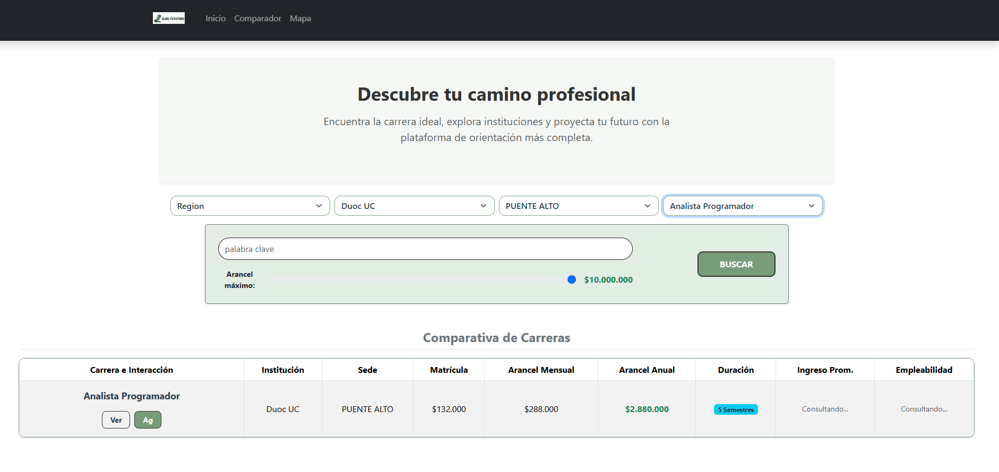 ELIGE TU FUTURO
Inicio Comparador Mapa
Descubre tu camino profesional
Encuentra la carrera ideal, explora instituciones y proyecta tu futuro con la
plataforma de orientación más completa.
Region Duoc UC PUENTE ALTO Analista Programador
palabra clave
Arancel
máximo:
$10.000.000
BUSCAR
Comparativa de Carreras
Carrera e Interacción Institución Sede Matrícula Arancel Mensual Arancel Anual Duración Ingreso Prom. Empleabilidad
Analista Programador
Ver Ag
Duoc UC PUENTE ALTO $132.000 $288.000 $2.880.000 5 Semestres Consultando... Consultando...